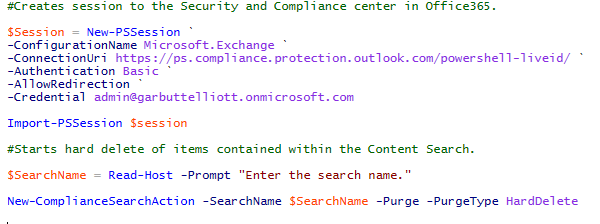 #Creates session to the Security and Compliance center in Office365.
$Session = New-PSSession `
-ConfigurationName Microsoft.Exchange `
-ConnectionUri https://ps.compliance.protection.outlook.com/powershell-liveid/ `
-Authentication Basic `
-AllowRedirection `
-Credential admin@garbuttelliott.onmicrosoft.com
Import-PSSession $session
#Starts hard delete of items contained within the Content Search.
$SearchName = Read-Host -Prompt "Enter the search name."
New-ComplianceSearchAction -SearchName $SearchName -Purge -PurgeType HardDelete